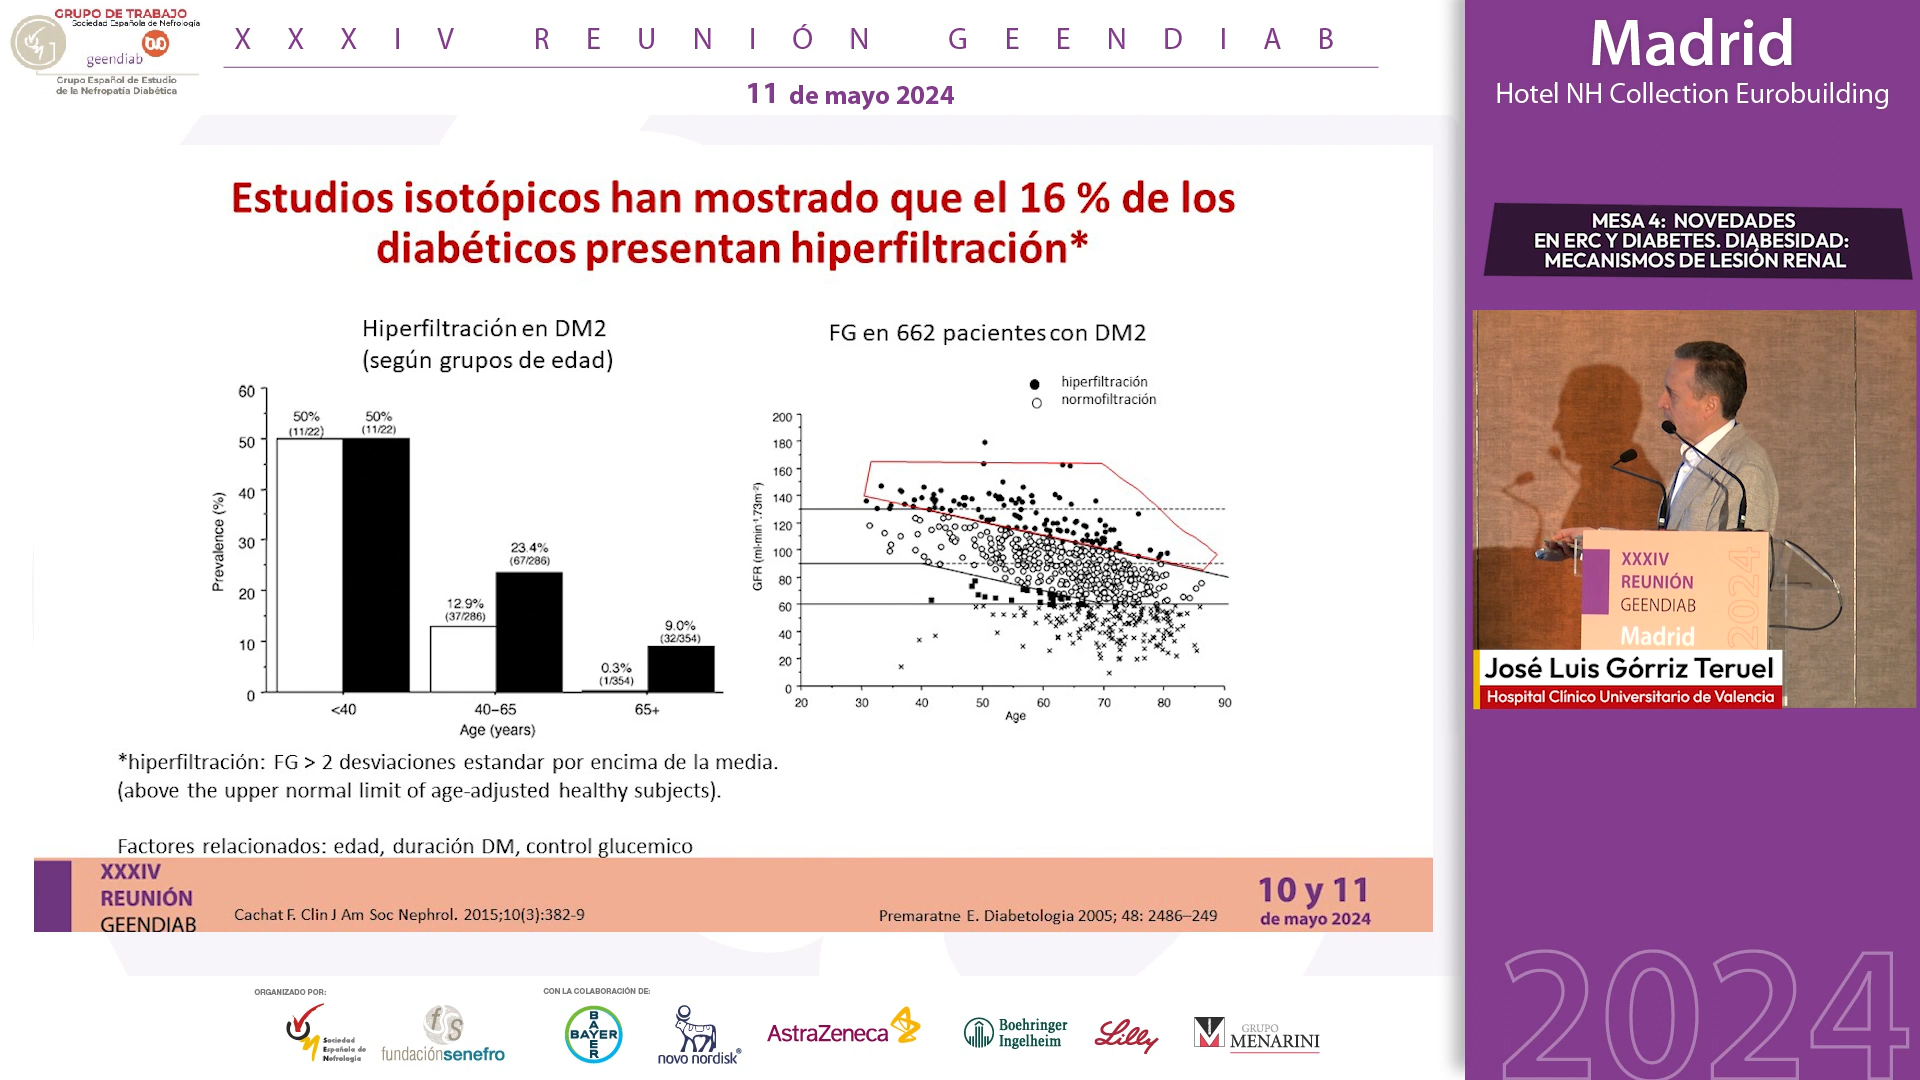 GRUPO DE TRABAJO
Sociedad Española de Nefrología
geendiab
Grupo Español de Estudio
de la Nefropatía Diabética
XXXIV REUNIÓN GEENDIAB
11 de mayo 2024
Estudios isotópicos han mostrado que el 16 % de los
diabéticos presentan hiperfiltración*
Hiperfiltración en DM2
(según grupos de edad)
60
50
40
30
20
10
0
Prevalence (%)
50%
(11/22)
50%
(11/22)
12.9%
(37/286)
23.4%
(67/286)
0.3%
(1/354)
9.0%
(32/354)
<40
40–65
65+
Age (years)
FG en 662 pacientes con DM2
hiperfiltración
normofiltración
200
180
160
140
120
100
80
60
40
20
0
GFR (ml·min⁻¹.73m⁻²)
20
30
40
50
60
70
80
90
Age
*hiperfiltración: FG > 2 desviaciones estandar por encima de la media.
(above the upper normal limit of age-adjusted healthy subjects).
Factores relacionados: edad, duración DM, control glucemico
XXXIV
REUNIÓN
GEENDIAB
Cachat F. Clin J Am Soc Nephrol. 2015;10(3):382-9
Premaratne E. Diabetologia 2005; 48: 2486–249
10 y 11
de mayo 2024
ORGANIZADO POR:
Sociedad
Española de
Nefrología
fs
fundaciónsenefro
CON LA COLABORACIÓN DE:
BAYER
BAYER
novo nordisk®
AstraZeneca
Boehringer
Ingelheim
Lilly
GRUPO
MENARINI
Madrid
Hotel NH Collection Eurobuilding
MESA 4: NOVEDADES
EN ERC Y DIABETES. DIABESIDAD:
MECANISMOS DE LESIÓN RENAL
XXXIV
REUNIÓN
GEENDIAB
Madrid
2024
José Luis Górriz Teruel
Hospital Clínico Universitario de Valencia
2024